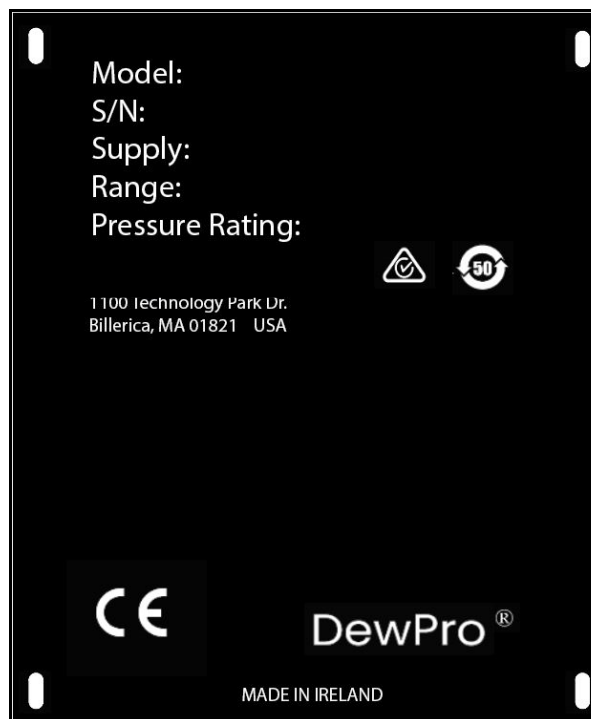 Model:
S/N:
Supply:
Range:
Pressure Rating:
50
1100 Technology Park Dr.
Billerica, MA 01821 USA
CE
DewPro ®
MADE IN IRELAND